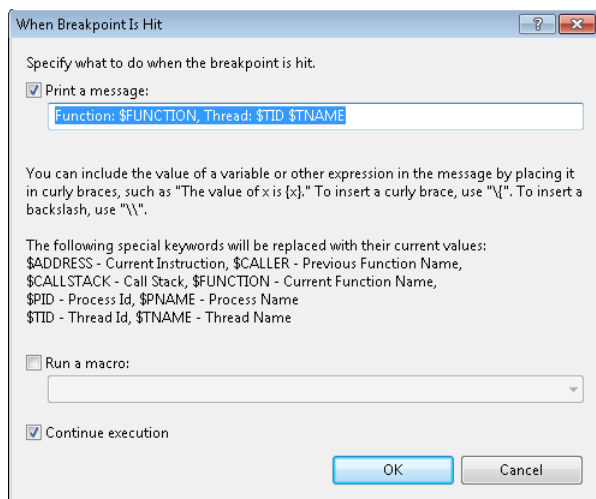 When Breakpoint Is Hit
Specify what to do when the breakpoint is hit.
Print a message:
Function: $FUNCTION, Thread: $TID $TNAME
You can include the value of a variable or other expression in the message by placing it
in curly braces, such as "The value of x is {x}." To insert a curly brace, use "\{". To insert a
backslash, use "\\".
The following special keywords will be replaced with their current values:
$ADDRESS - Current Instruction, $CALLER - Previous Function Name,
$CALLSTACK - Call Stack, $FUNCTION - Current Function Name,
$PID - Process Id, $PNAME - Process Name
$TID - Thread Id, $TNAME - Thread Name
Run a macro:
Continue execution
OK Cancel